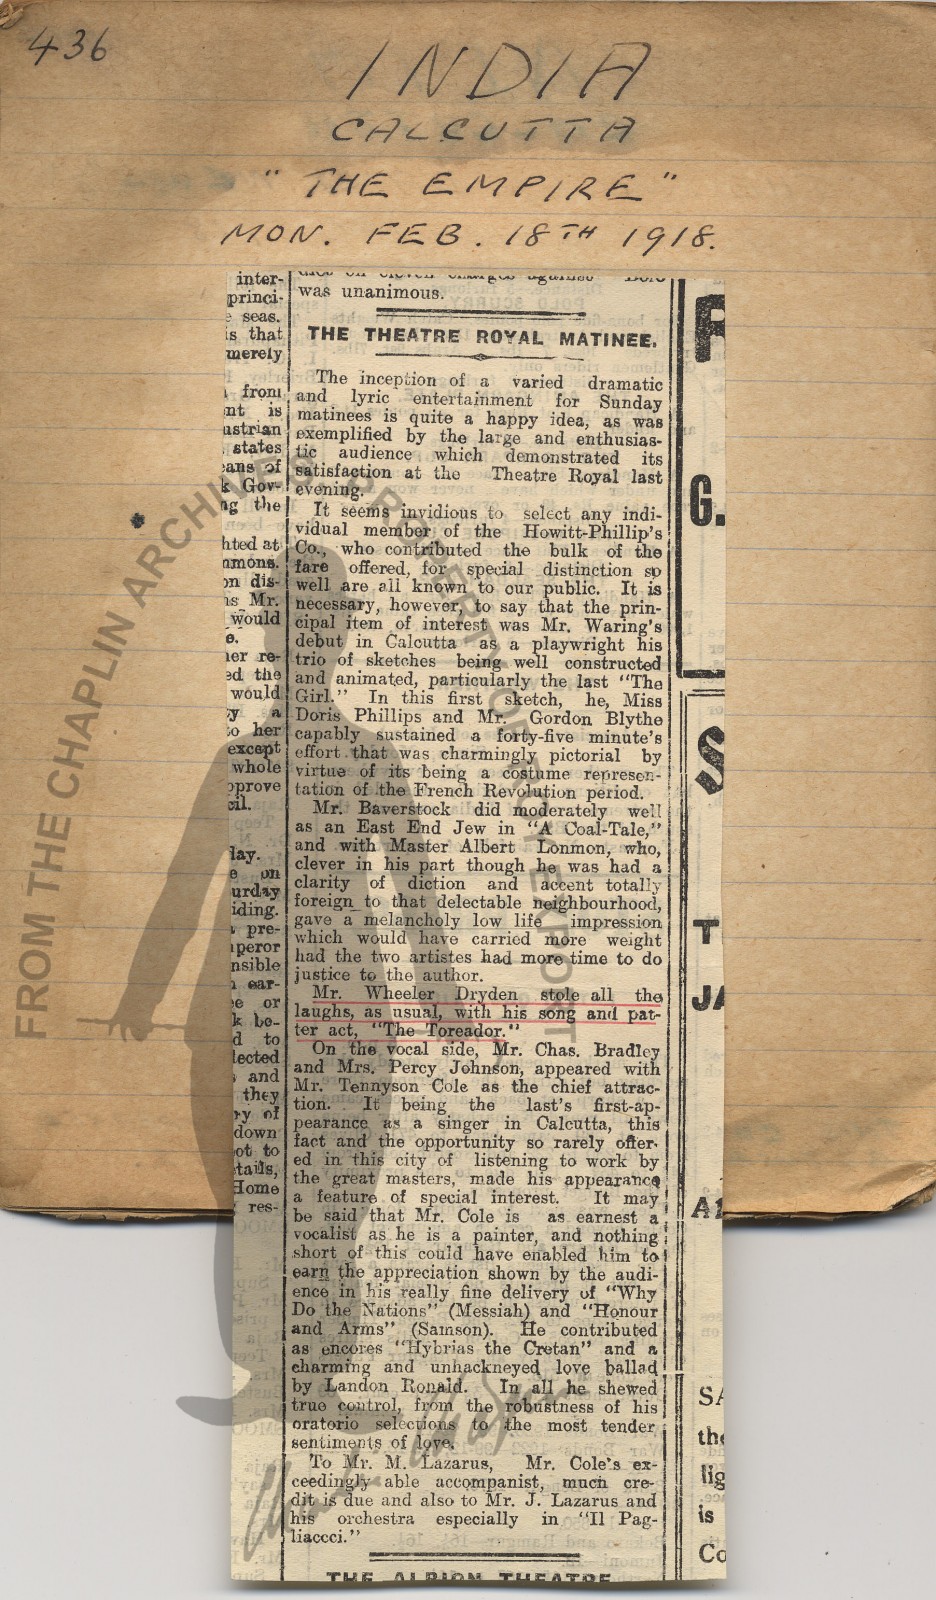 436
INDIA
CALCUTTA
"THE EMPIRE"
MON. FEB. 18TH 1918.
was unanimous.
THE THEATRE ROYAL MATINEE.
The inception of a varied dramatic
and lyric entertainment for Sunday
matinees is quite a happy idea, as was
exemplified by the large and enthusias-
tic audience which demonstrated its
satisfaction at the Theatre Royal last
evening.
It seems invidious to select any indi-
vidual member of the Howitt-Phillip's
Co., who contributed the bulk of the
fare offered, for special distinction so
well are all known to our public. It is
necessary, however, to say that the prin-
cipal item of interest was Mr. Waring's
debut in Calcutta as a playwright his
trio of sketches being well constructed
and animated, particularly the last "The
Girl." In this first sketch, he, Miss
Doris Phillips and Mr. Gordon Blythe
capably sustained a forty-five minute's
effort that was charmingly pictorial by
virtue of its being a costume represen-
tation of the French Revolution period.
Mr. Baverstock did moderately well
as an East End Jew in "A Coal-Tale,"
and with Master Albert Lonmon, who,
clever in his part though he was had a
clarity of diction and accent totally
foreign to that delectable neighbourhood,
gave a melancholy low life impression
which would have carried more weight
had the two artistes had more time to do
justice to the author.
Mr. Wheeler Dryden stole all the
laughs, as usual, with his song and pat-
ter act, "The Toreador."
On the vocal side, Mr. Chas. Bradley
and Mrs. Percy Johnson, appeared with
Mr. Tennyson Cole as the chief attrac-
tion. It being the last's first-ap-
pearance as a singer in Calcutta, this
fact and the opportunity so rarely offer-
ed in this city of listening to work by
the great masters, made his appearance
a feature of special interest. It may
be said that Mr. Cole is as earnest a
vocalist as he is a painter, and nothing
short of this could have enabled him to
earn the appreciation shown by the audi-
ence in his really fine delivery of "Why
Do the Nations" (Messiah) and "Honour
and Arms" (Samson). He contributed
as encores "Hybrias the Cretan" and a
charming and unhackneyed love ballad
by Landon Ronald. In all he shewed
true control, from the robustness of his
oratorio selections to the most tender
sentiments of love.
To Mr. M. Lazarus, Mr. Cole's ex-
ceedingly able accompanist, much cre-
dit is due and also to Mr. J. Lazarus and
his orchestra especially in "Il Pag-
liaccci."
THE ALBION THEATRE
FROM THE CHAPLIN ARCHIVES